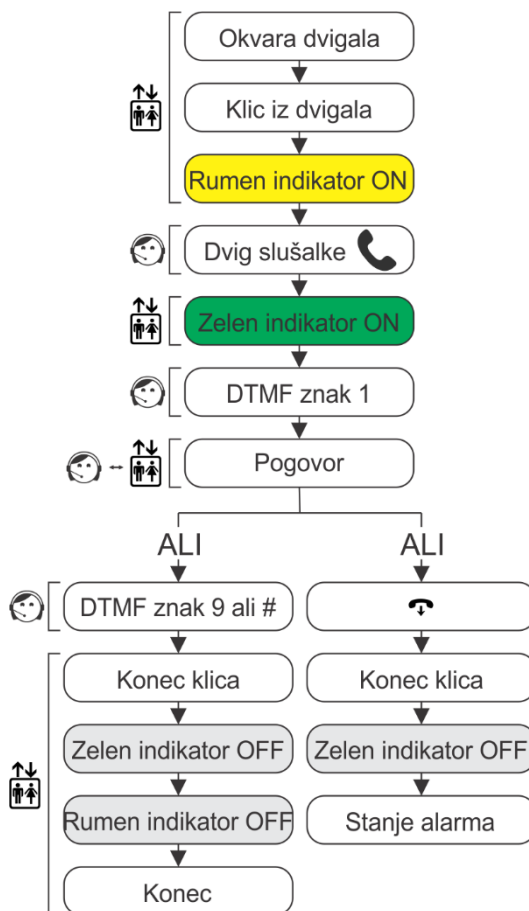 Okvara dvigala
Klic iz dvigala
Rumen indikator ON
Dvig slušalke
Zelen indikator ON
DTMF znak 1
Pogovor
ALI
ALI
DTMF znak 9 ali #
Konec klica
Konec klica
Zelen indikator OFF
Zelen indikator OFF
Rumen indikator OFF
Stanje alarma
Konec